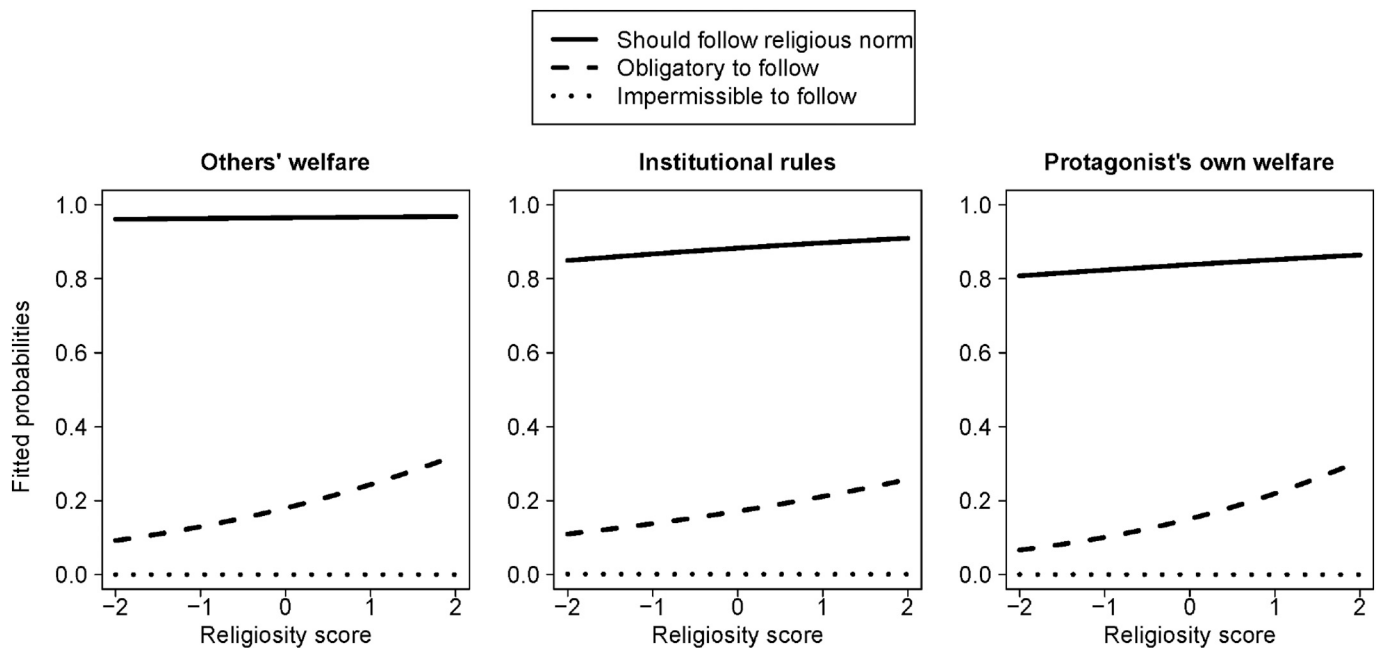 Should follow religious norm
Obligatory to follow
Impermissible to follow
Others' welfare
Institutional rules
Protagonist's own welfare
Fitted probabilities
1.0
0.8
0.6
0.4
0.2
0.0
−2 −1 0 1 2
Religiosity score
1.0
0.8
0.6
0.4
0.2
0.0
−2 −1 0 1 2
Religiosity score
1.0
0.8
0.6
0.4
0.2
0.0
−2 −1 0 1 2
Religiosity score